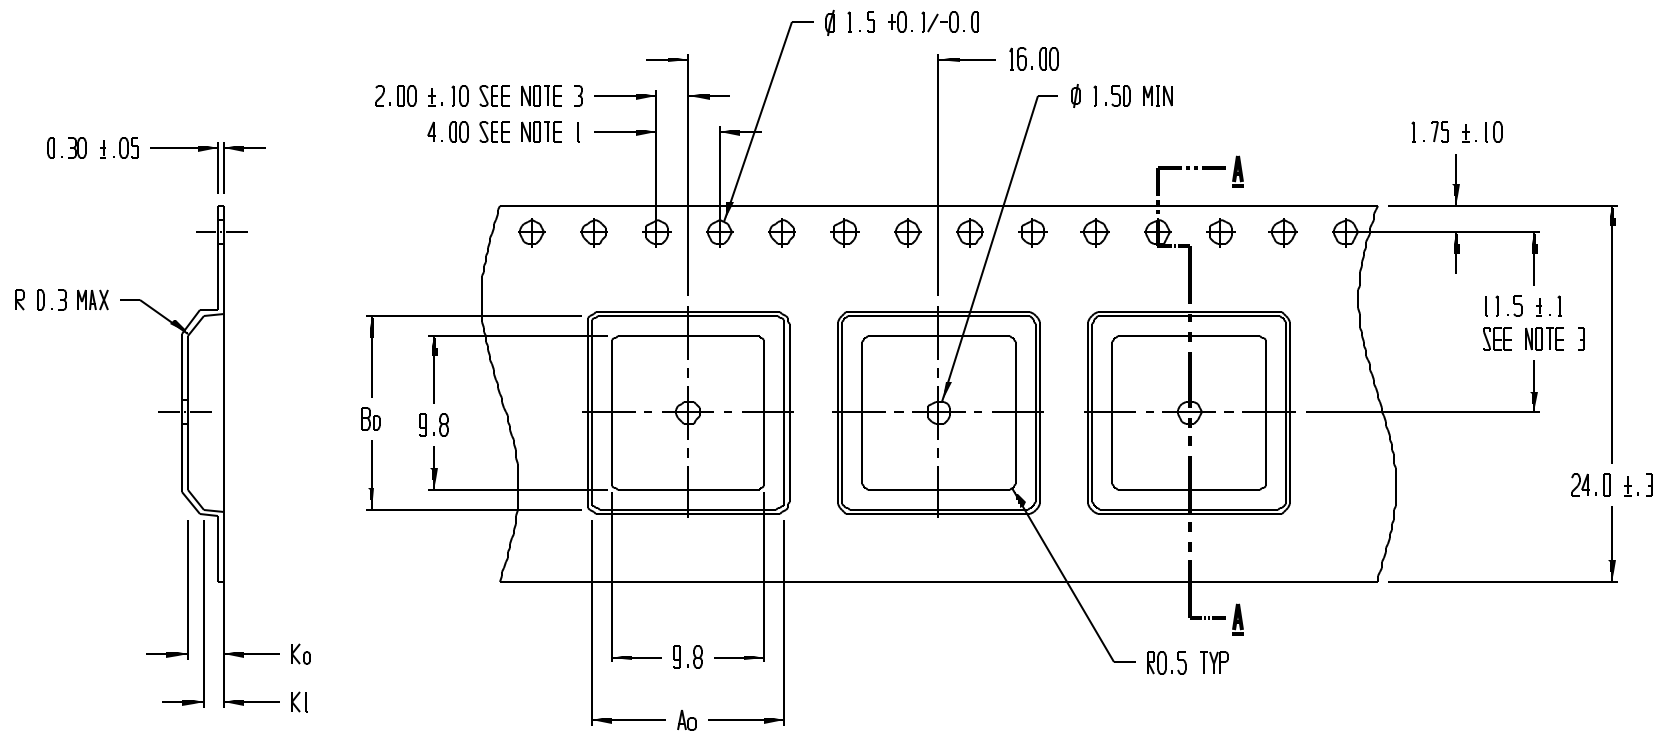 Ø 1.5 +0.1/-0.0
16.00
2.00 ±.10 SEE NOTE 3
Ø 1.50 MIN
4.00 SEE NOTE 1
1.75 ±.10
0.30 ±.05
A
R 0.3 MAX
11.5 ±.1
SEE NOTE 3
Bo
9.8
24.0 ±.3
A
Ko
9.8
R0.5 TYP
K1
Ao